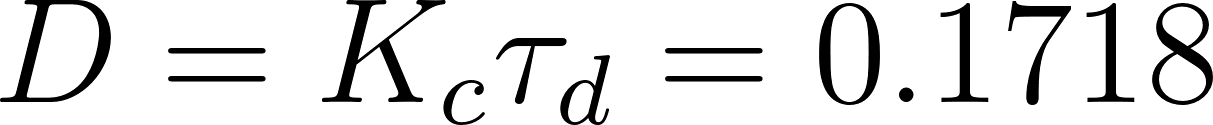 D = K_c τ_d = 0.1718